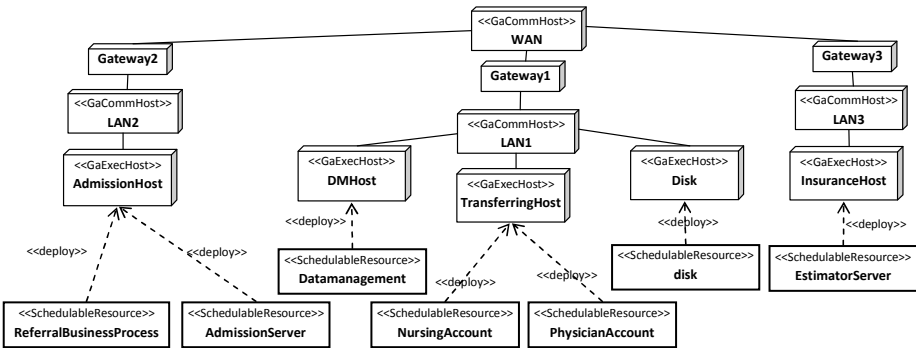 <<GaCommHost>>
WAN
Gateway2
Gateway1
Gateway3
<<GaCommHost>>
LAN2
<<GaCommHost>>
LAN1
<<GaCommHost>>
LAN3
<<GaExecHost>>
AdmissionHost
<<GaExecHost>>
DMHost
<<GaExecHost>>
TransferringHost
<<GaExecHost>>
Disk
<<GaExecHost>>
InsuranceHost
<<deploy>>
<<deploy>>
<<deploy>>
<<deploy>>
<<deploy>>
<<deploy>>
<<deploy>>
<<SchedulableResource>>
Datamanagement
<<SchedulableResource>>
disk
<<SchedulableResource>>
EstimatorServer
<<SchedulableResource>>
ReferralBusinessProcess
<<SchedulableResource>>
AdmissionServer
<<SchedulableResource>>
NursingAccount
<<SchedulableResource>>
PhysicianAccount